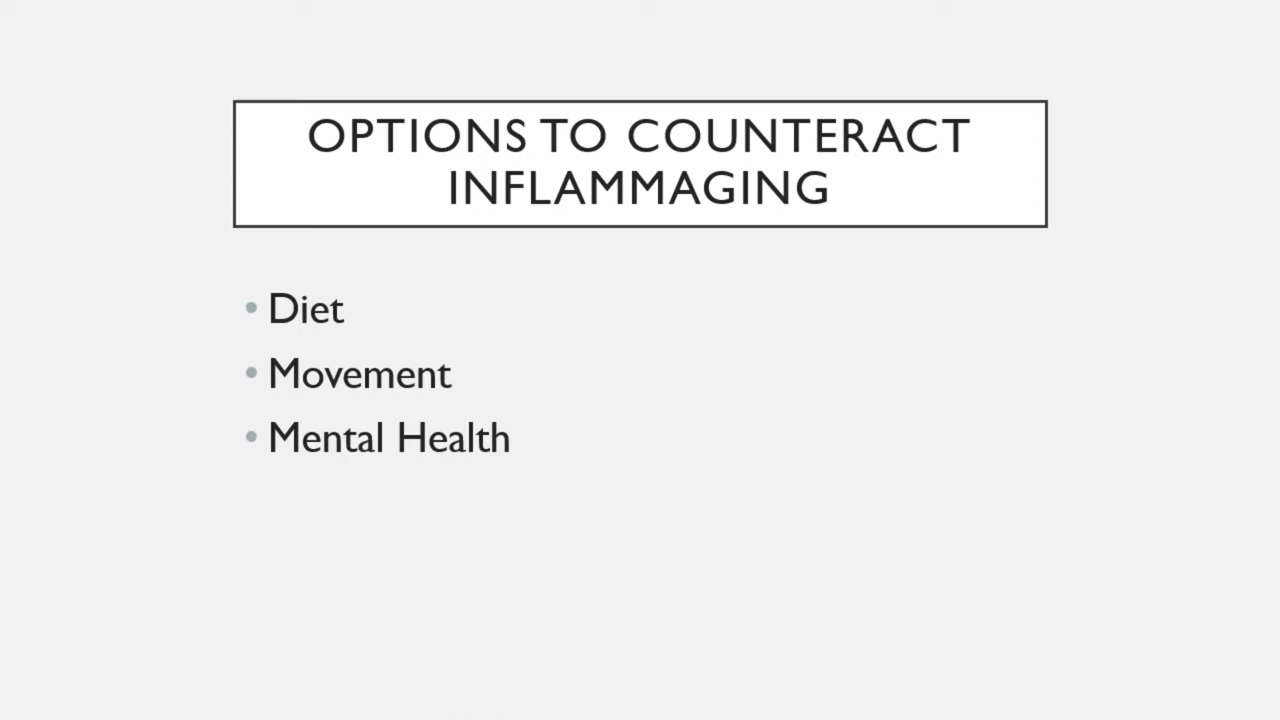 OPTIONS TO COUNTERACT
INFLAMMAGING
• Diet
• Movement
• Mental Health